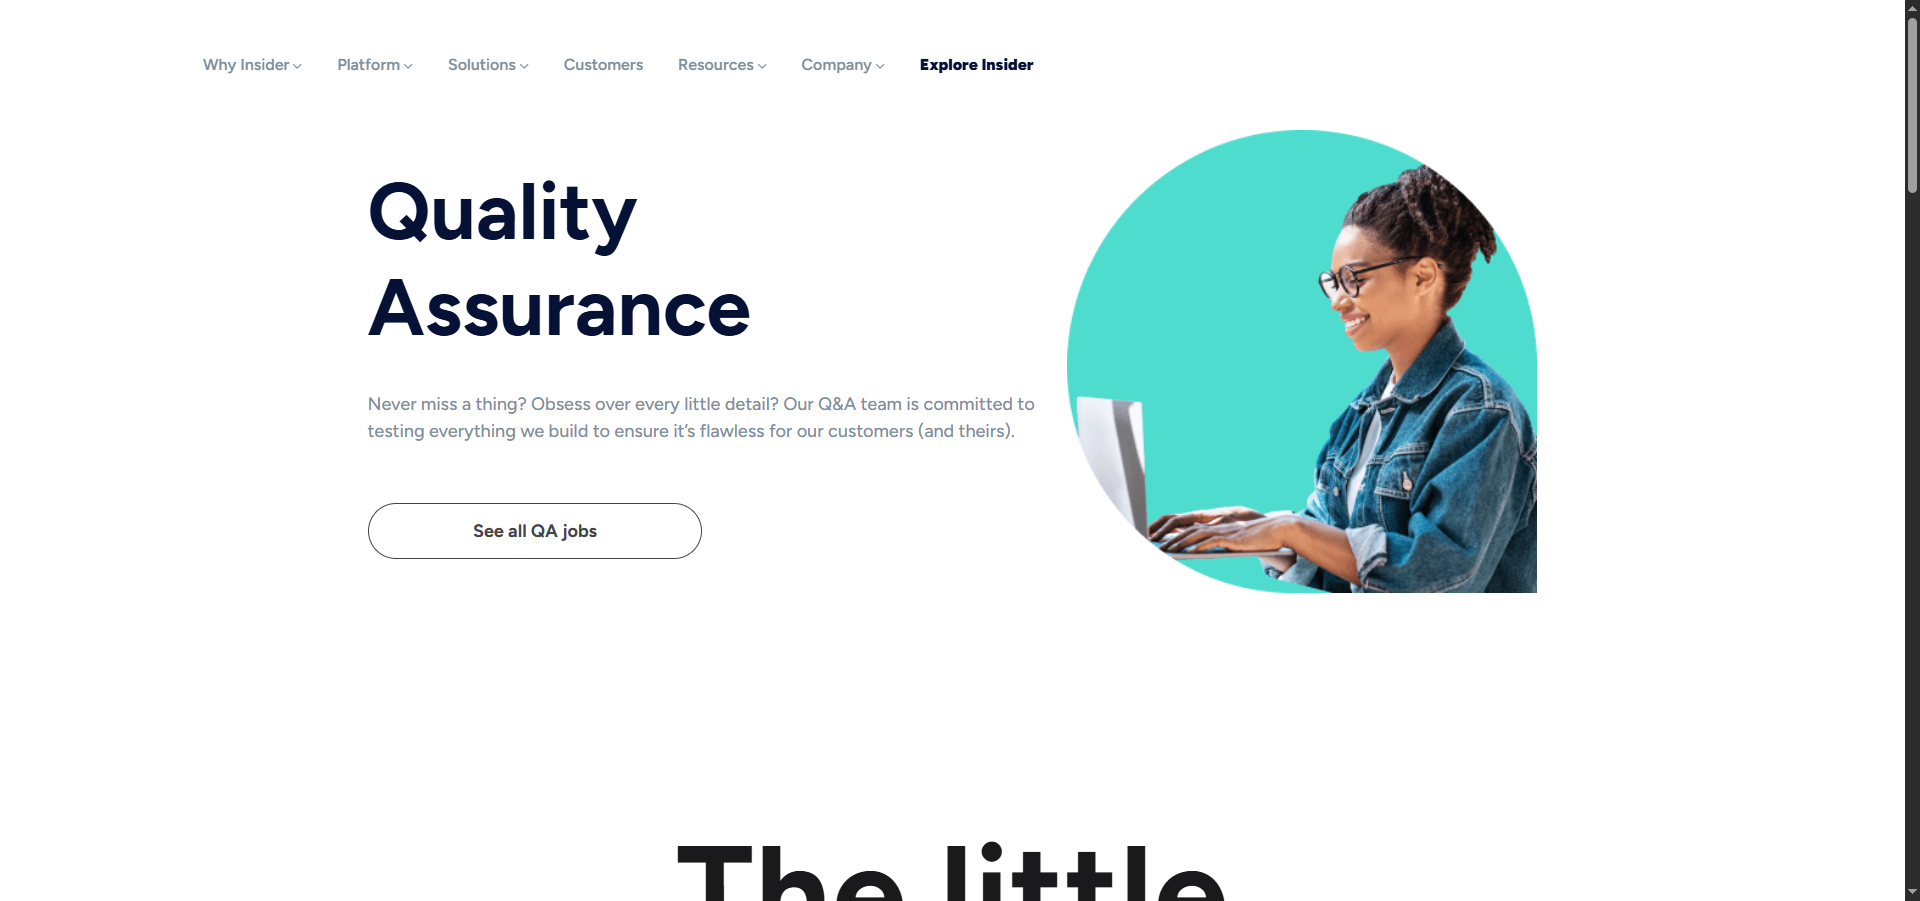 Why Insider Platform Solutions Customers Resources Company Explore Insider
Quality
Assurance
Never miss a thing? Obsess over every little detail? Our Q&A team is committed to
testing everything we build to ensure it’s flawless for our customers (and theirs).
See all QA jobs
The little